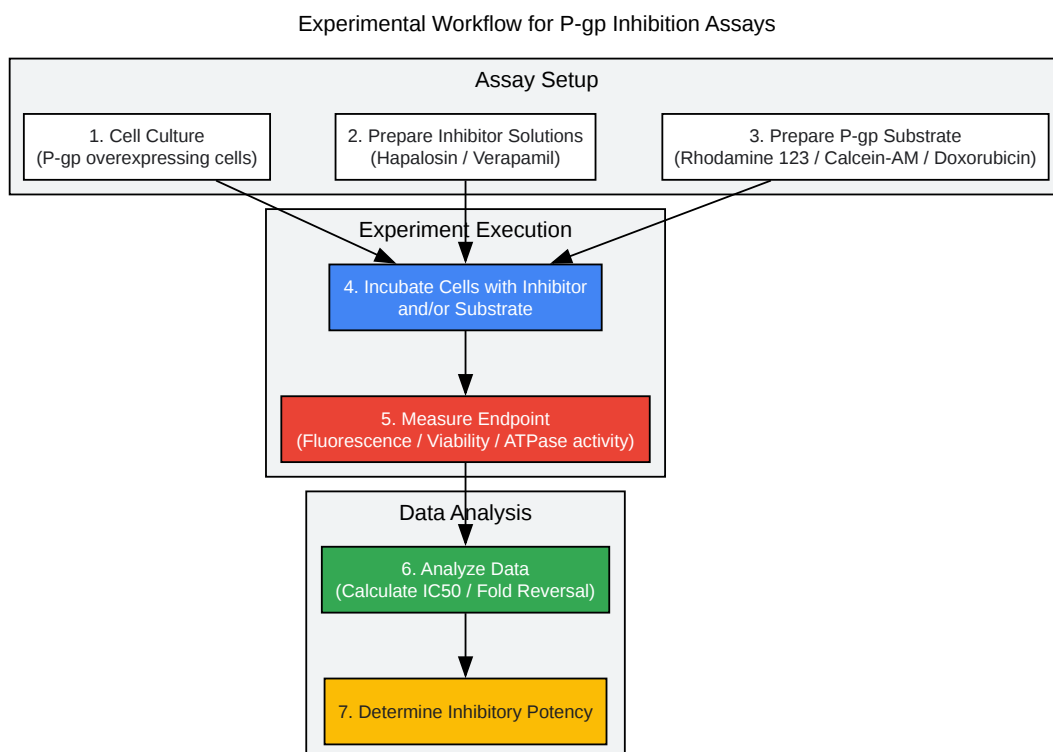 Experimental Workflow for P-gp Inhibition Assays
Assay Setup
1. Cell Culture
(P-gp overexpressing cells)
2. Prepare Inhibitor Solutions
(Hapalosin / Verapamil)
3. Prepare P-gp Substrate
(Rhodamine 123 / Calcein-AM / Doxorubicin)
Experiment Execution
4. Incubate Cells with Inhibitor
and/or Substrate
5. Measure Endpoint
(Fluorescence / Viability / ATPase activity)
Data Analysis
6. Analyze Data
(Calculate IC50 / Fold Reversal)
7. Determine Inhibitory Potency